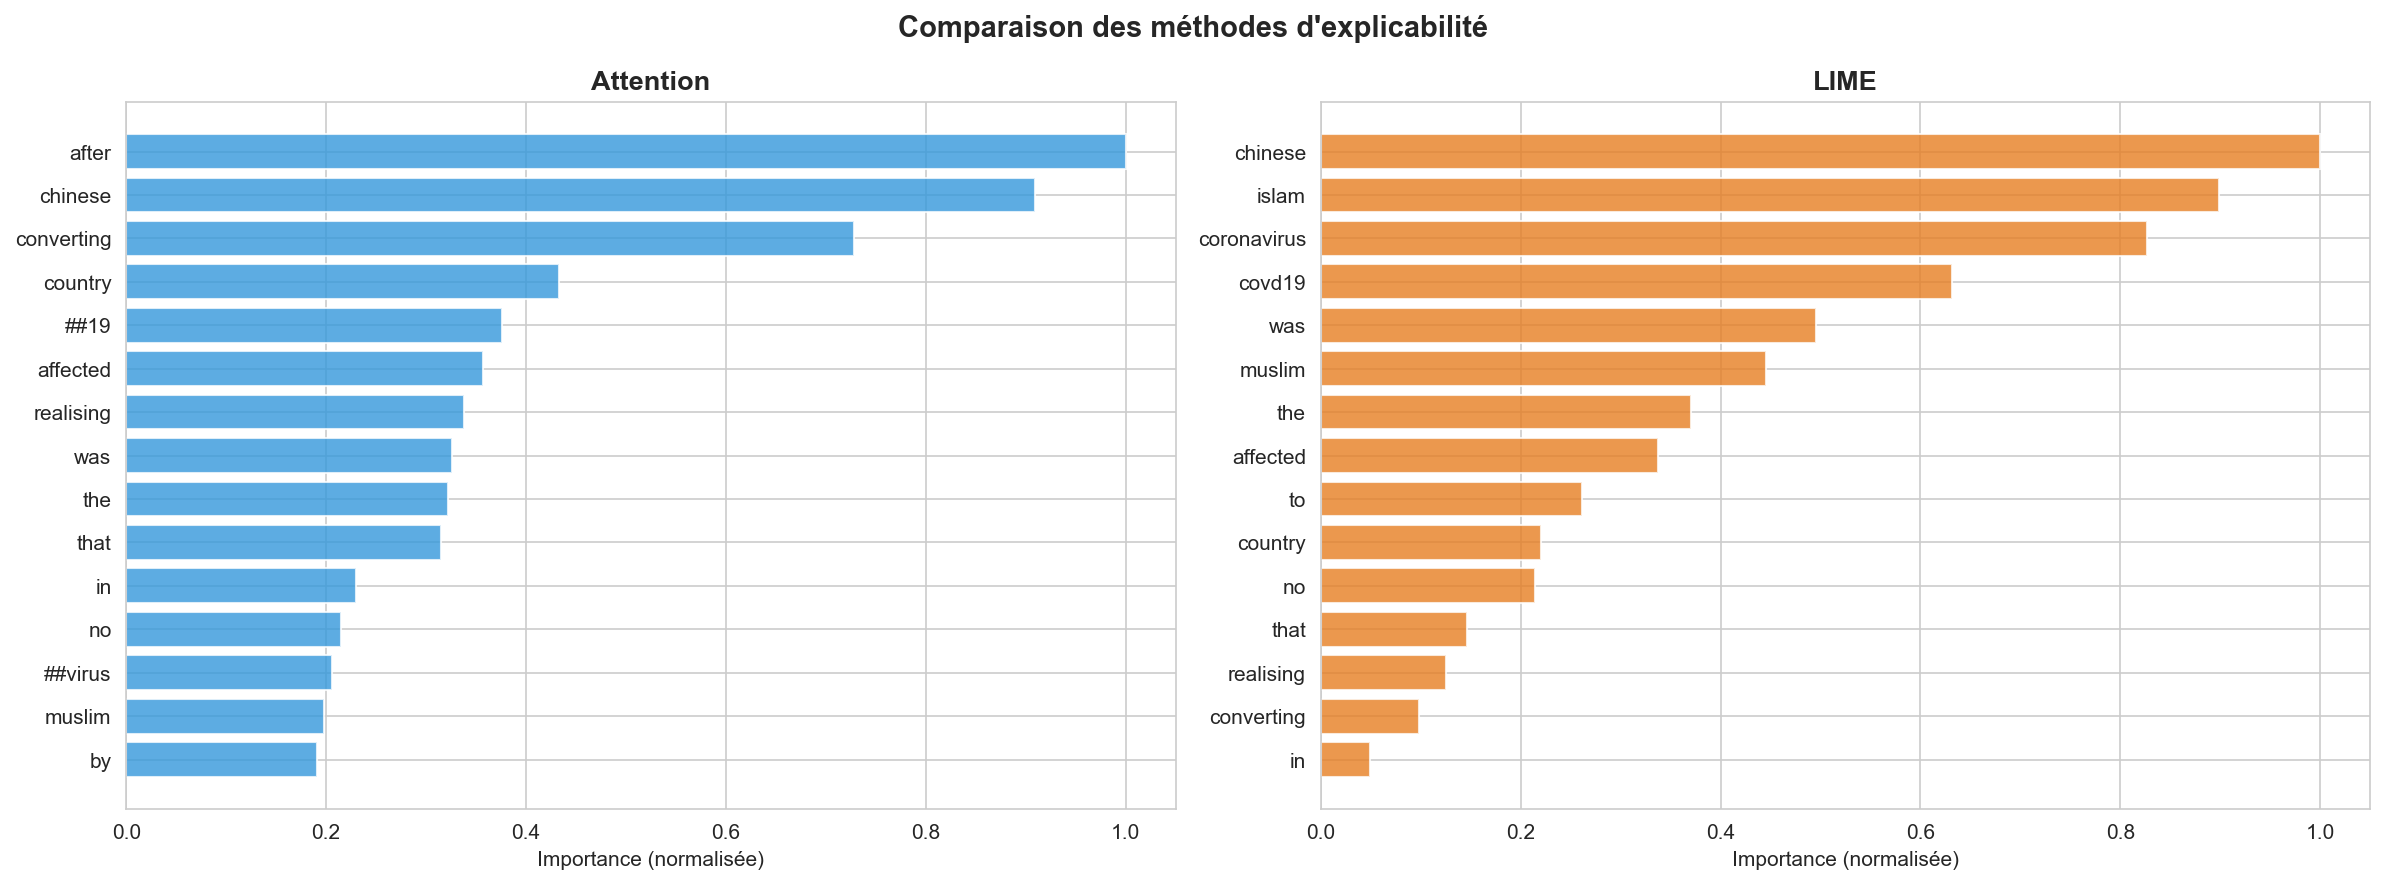 Comparaison des méthodes d'explicabilité
Attention
after
chinese
converting
country
##19
affected
realising
was
the
that
in
no
##virus
muslim
by
0.0 0.2 0.4 0.6 0.8 1.0
Importance (normalisée)
LIME
chinese
islam
coronavirus
covd19
was
muslim
the
affected
to
country
no
that
realising
converting
in
0.0 0.2 0.4 0.6 0.8 1.0
Importance (normalisée)